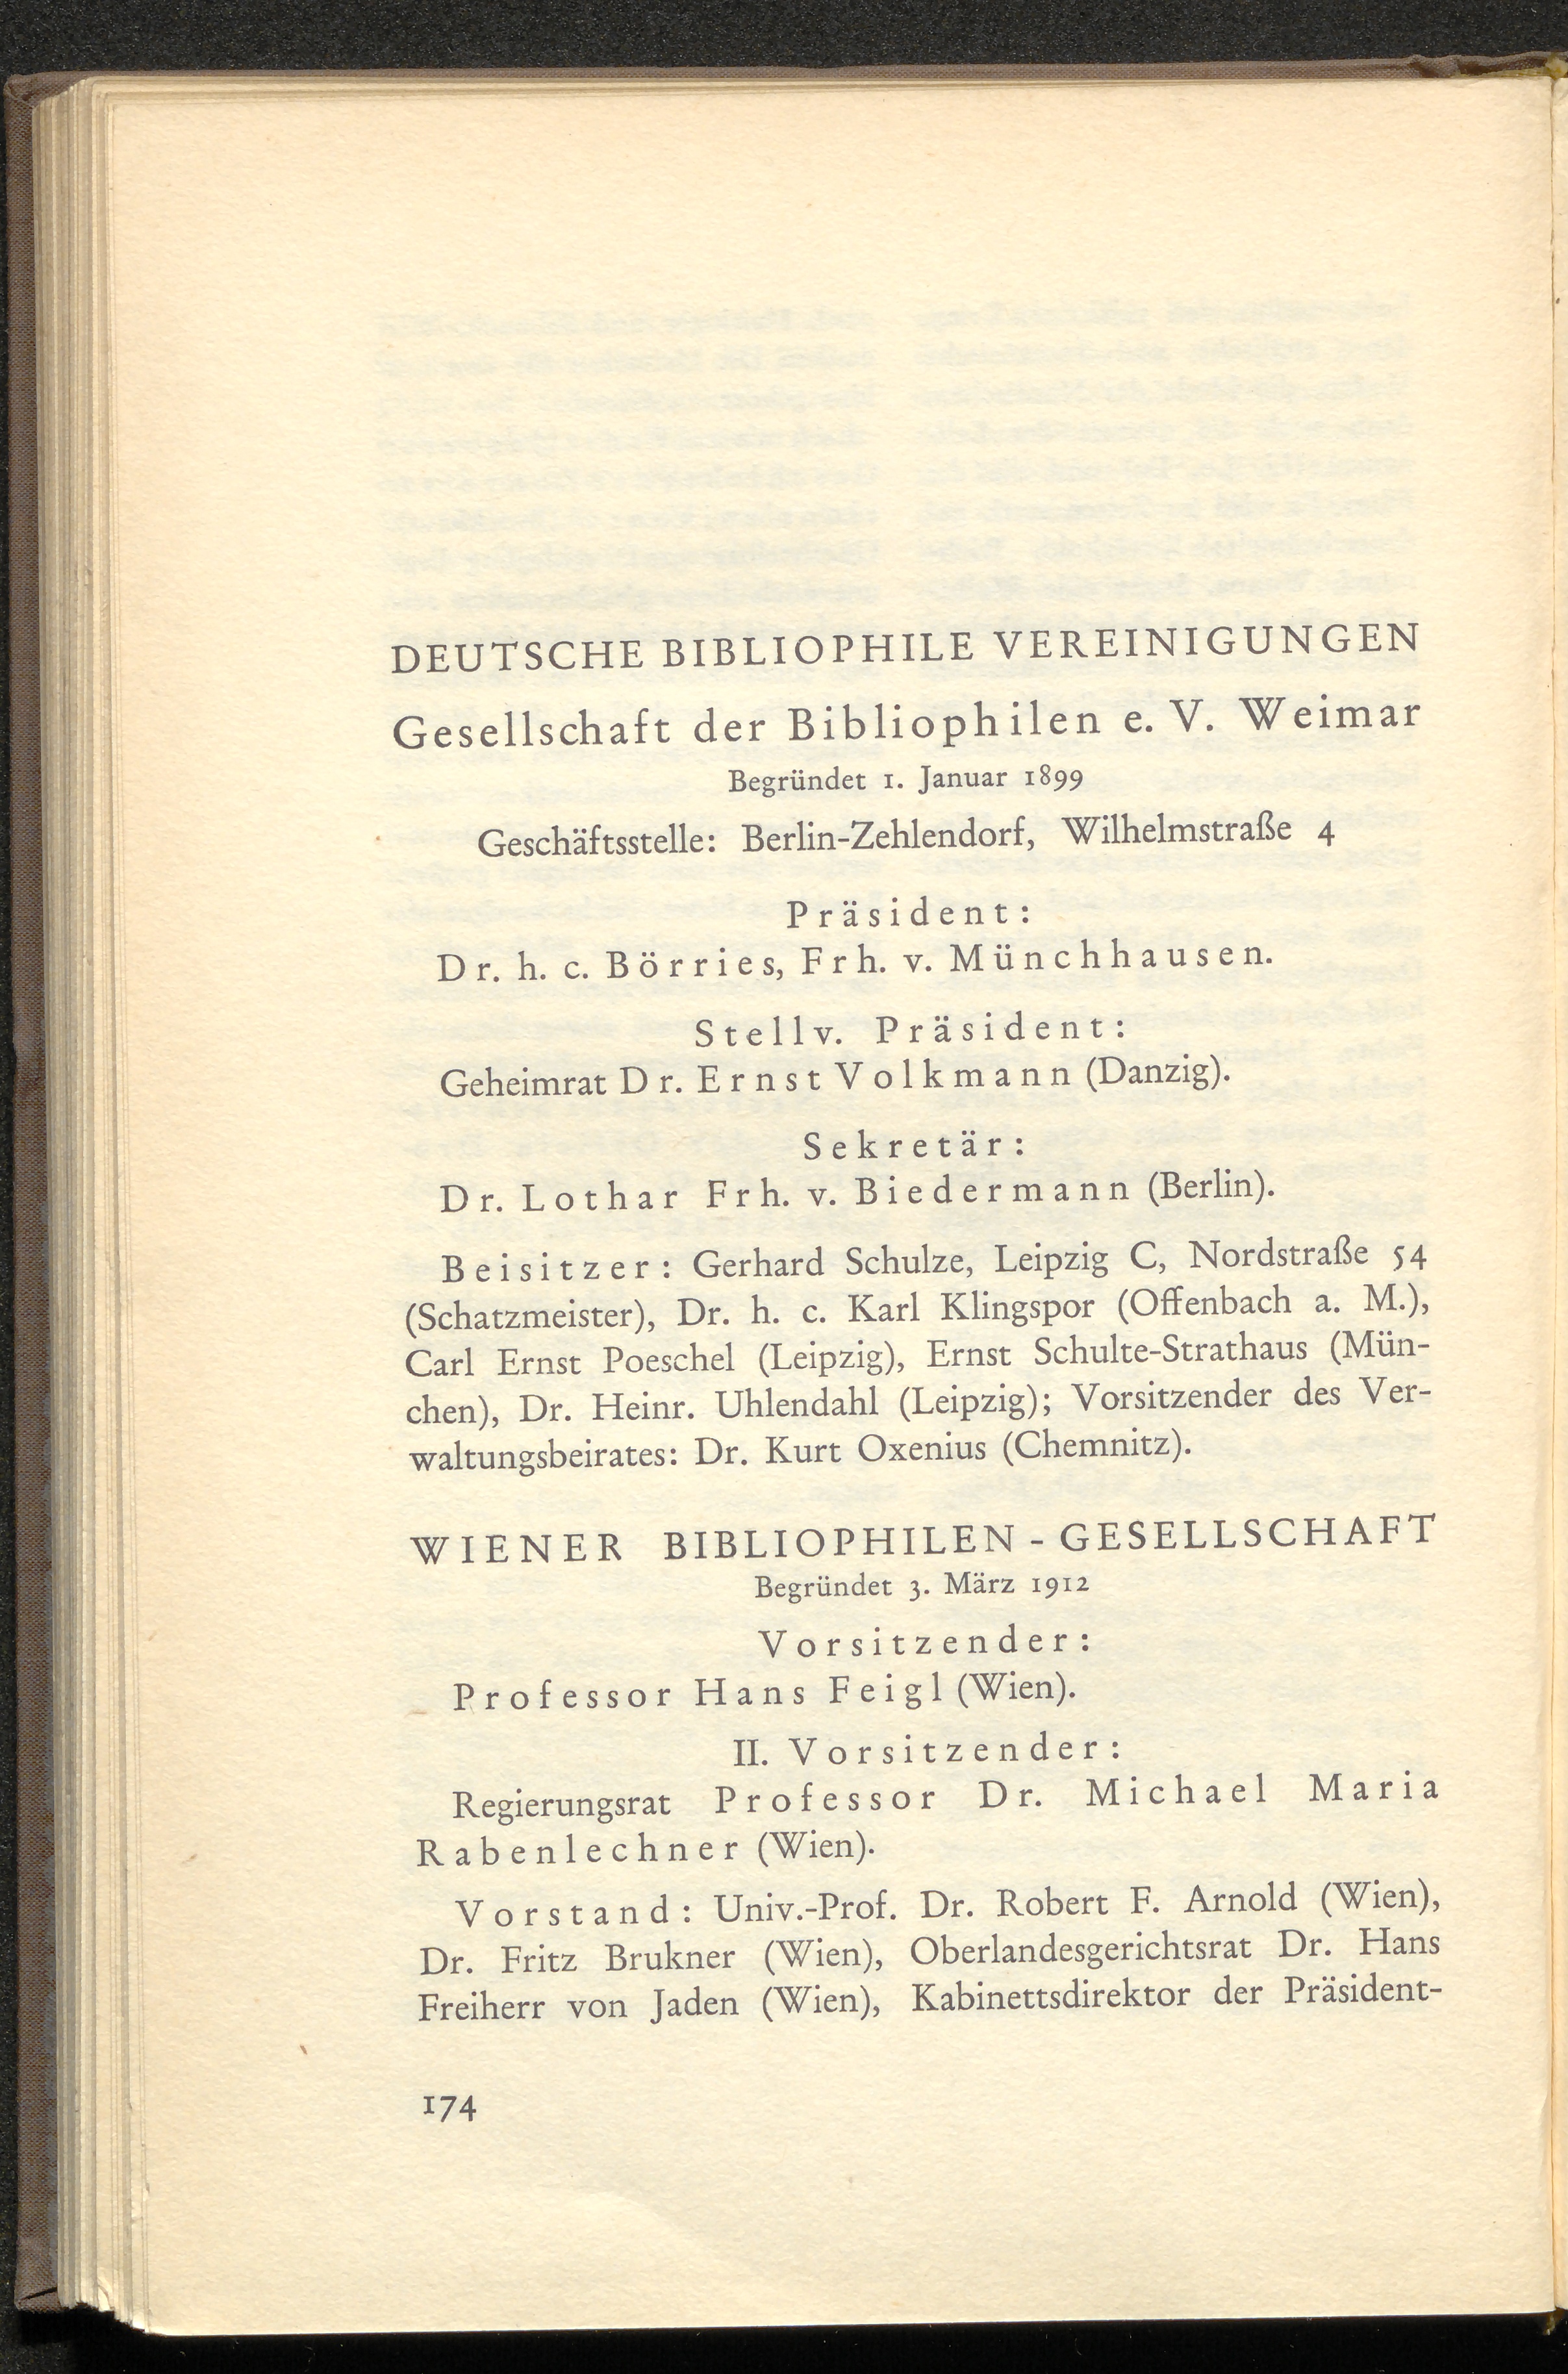 DEUTSCHE BIBLIOPHILE VEREINIGUNGEN
Gesellschaft der Bibliophilen e. V. Weimar
Begründet 1. Januar 1899
Geschäftsstelle: Berlin-Zehlendorf, Wilhelmstraße 4
Präsident:
Dr. h. c. Börries, Frh. v. Münchhausen.
Stellv. Präsident:
Geheimrat Dr. Ernst Volkmann (Danzig).
Sekretär:
Dr. Lothar Frh. v. Biedermann (Berlin).
Beisitzer: Gerhard Schulze, Leipzig C, Nordstraße 54
(Schatzmeister), Dr. h. c. Karl Klingspor (Offenbach a. M.),
Carl Ernst Poeschel (Leipzig), Ernst Schulte-Strathaus (Mün-
chen), Dr. Heinr. Uhlendahl (Leipzig); Vorsitzender des Ver-
waltungsbeirates: Dr. Kurt Oxenius (Chemnitz).
WIENER BIBLIOPHILEN-GESELLSCHAFT
Begründet 3. März 1912
Vorsitzender:
Professor Hans Feigl (Wien).
II. Vorsitzender:
Regierungsrat Professor Dr. Michael Maria
Rabenlechner (Wien).
Vorstand: Univ.-Prof. Dr. Robert F. Arnold (Wien),
Dr. Fritz Brukner (Wien), Oberlandesgerichtsrat Dr. Hans
Freiherr von Jaden (Wien), Kabinettsdirektor der Präsident-
174